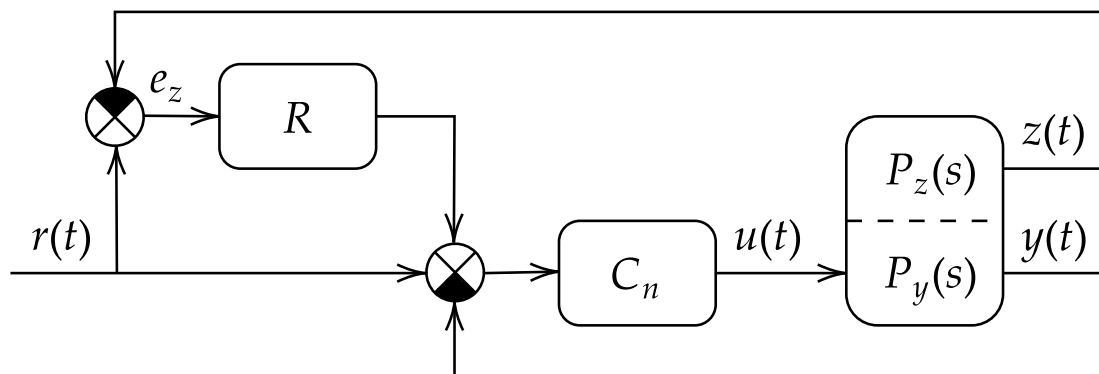 e_z
R
z(t)
P_z(s)
r(t)
u(t)
y(t)
C_n
P_y(s)